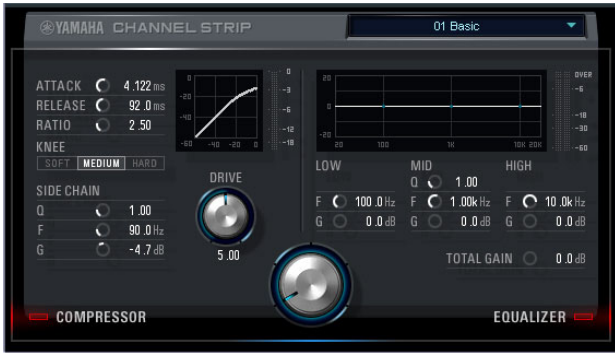 YAMAHA CHANNEL STRIP
01 Basic
ATTACK 4.122 ms
RELEASE 92.0 ms
RATIO 2.50
KNEE
SOFT MEDIUM HARD
SIDE CHAIN
Q 1.00
F 90.0 Hz
G -4.7 dB
0
-20
-40
-60 -40 -20 0
0
-3
-6
-12
-18
DRIVE
5.00
20
0
-20
20 100 1K 10K 20K
OVER
-6
-18
-30
-60
LOW MID HIGH
Q 1.00
F 100.0 Hz F 1.00k Hz F 10.0k Hz
G 0.0 dB G 0.0 dB G 0.0 dB
TOTAL GAIN 0.0 dB
COMPRESSOR
EQUALIZER